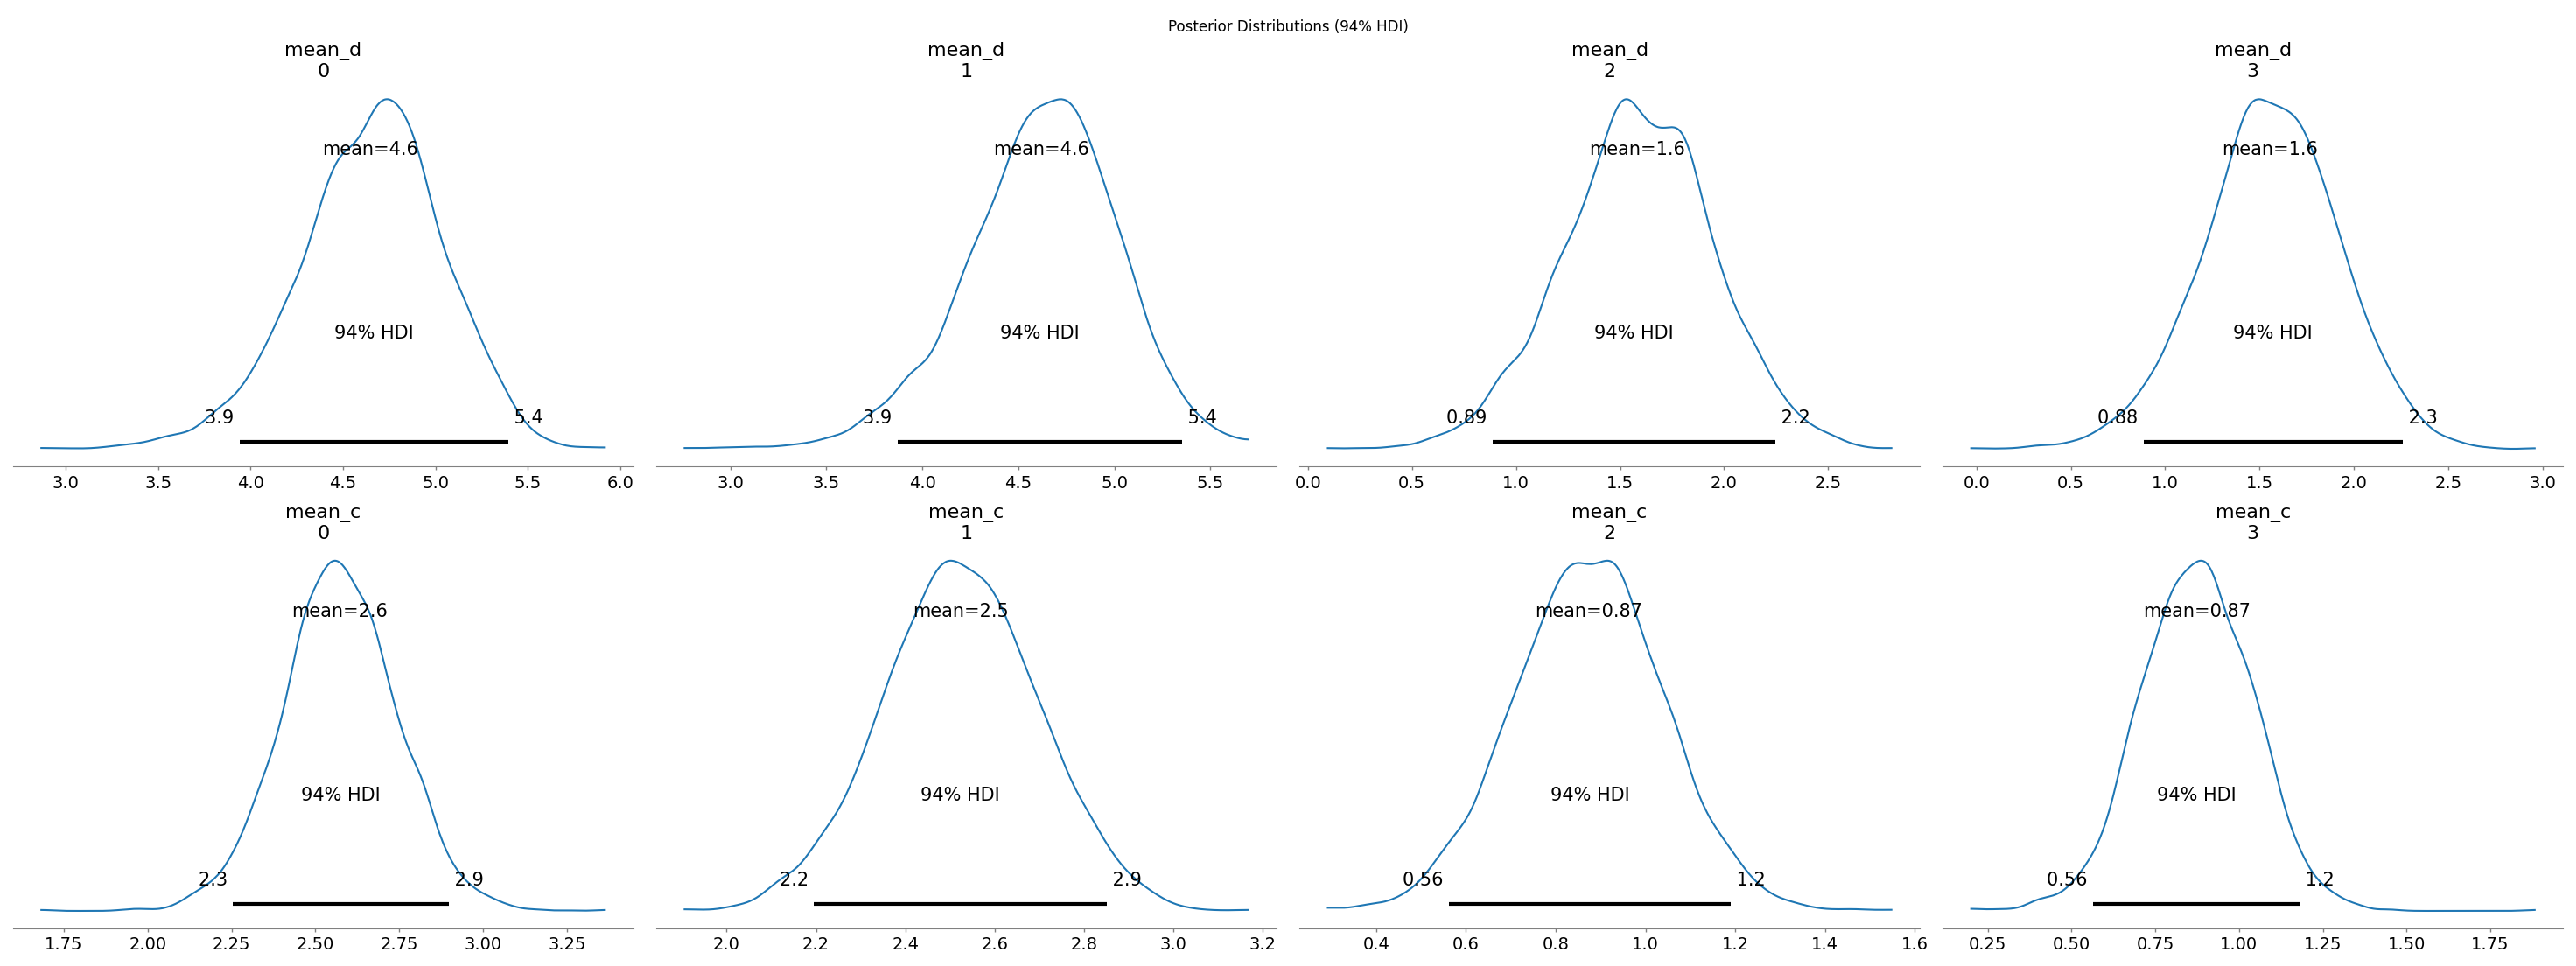 Posterior Distributions (94% HDI)
mean_d
0
mean=4.6
94% HDI
3.9 5.4
3.0 3.5 4.0 4.5 5.0 5.5 6.0
mean_d
1
mean=4.6
94% HDI
3.9 5.4
3.0 3.5 4.0 4.5 5.0 5.5
mean_d
2
mean=1.6
94% HDI
0.89 2.2
0.0 0.5 1.0 1.5 2.0 2.5
mean_d
3
mean=1.6
94% HDI
0.88 2.3
0.0 0.5 1.0 1.5 2.0 2.5 3.0
mean_c
0
mean=2.6
94% HDI
2.3 2.9
1.75 2.00 2.25 2.50 2.75 3.00 3.25
mean_c
1
mean=2.5
94% HDI
2.2 2.9
2.0 2.2 2.4 2.6 2.8 3.0 3.2
mean_c
2
mean=0.87
94% HDI
0.56 1.2
0.4 0.6 0.8 1.0 1.2 1.4 1.6
mean_c
3
mean=0.87
94% HDI
0.56 1.2
0.25 0.50 0.75 1.00 1.25 1.50 1.75